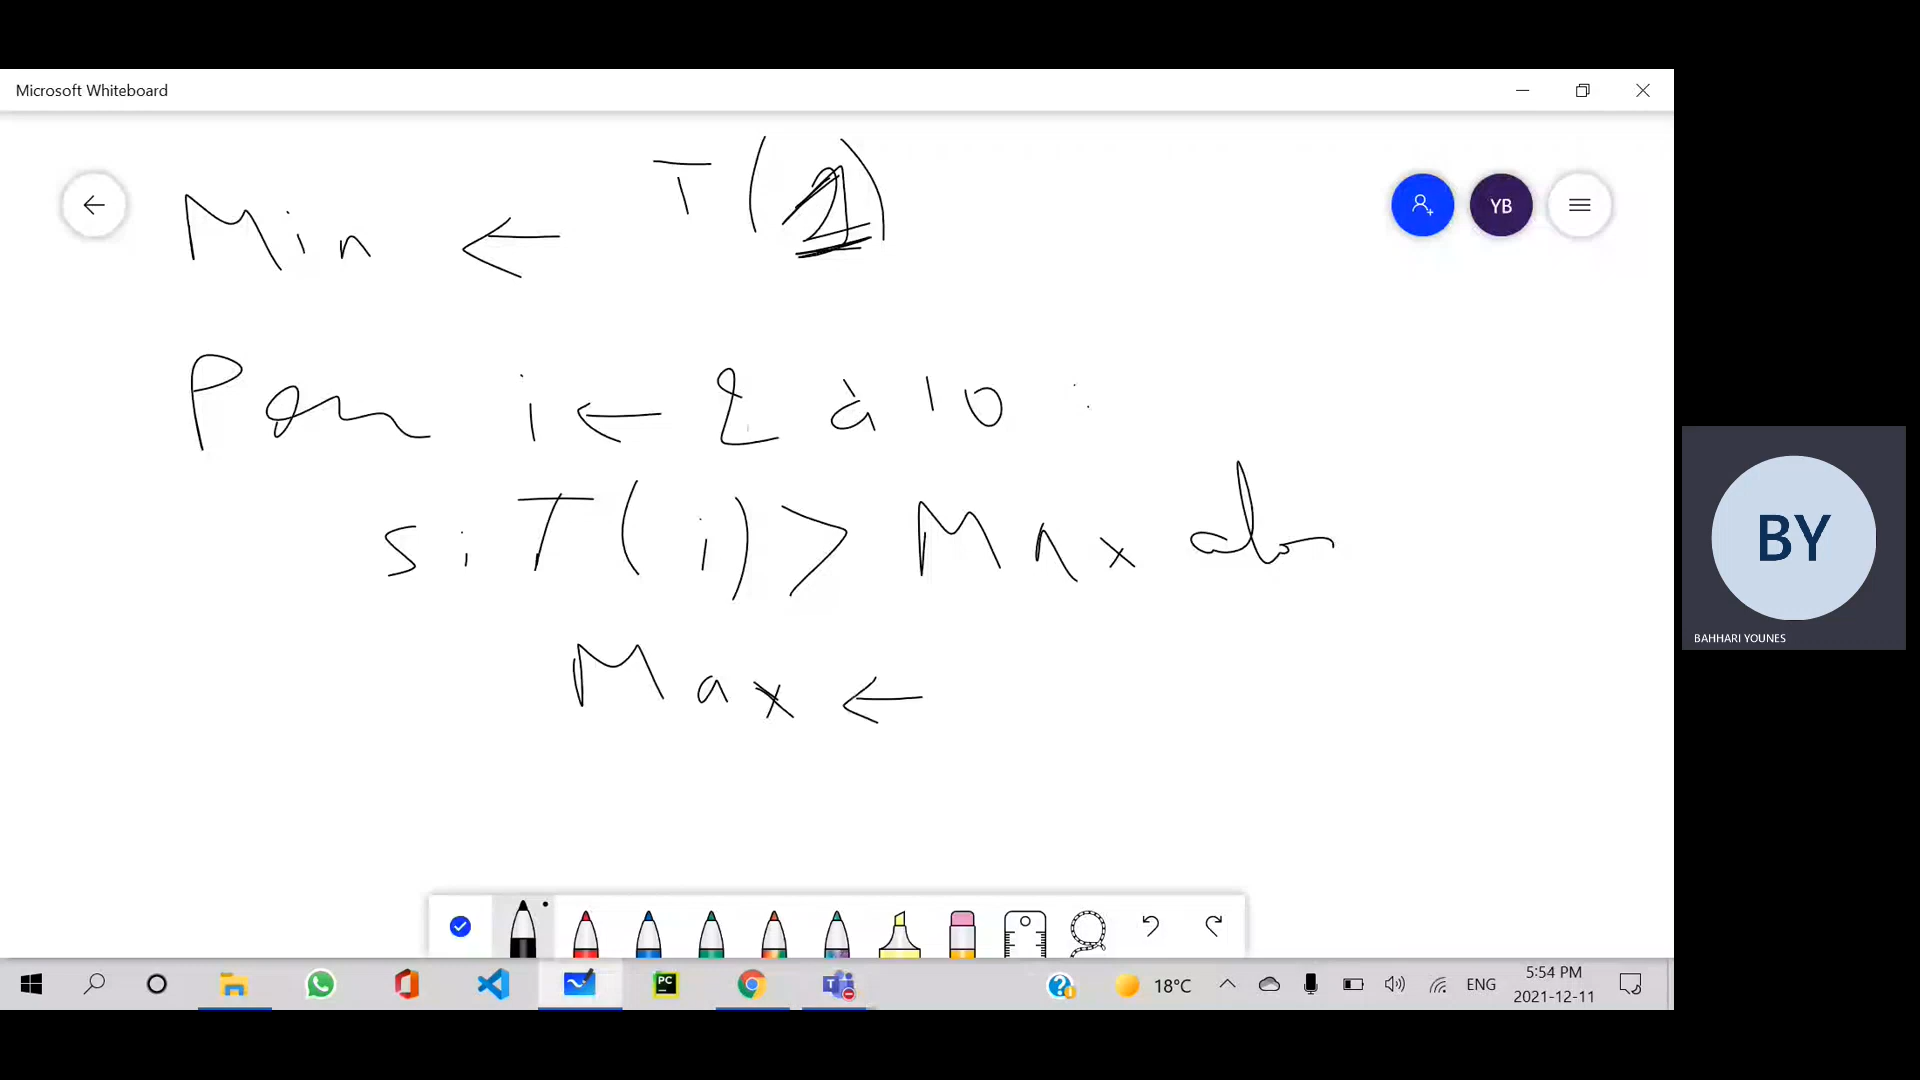 Microsoft Whiteboard
Min ← T(1)
YB
Pour i ← 2 à 10 :
si T(i) > Max alors
Max ←
BY
BAHHARI YOUNES
PC
18°C
ENG
5:54 PM
2021-12-11